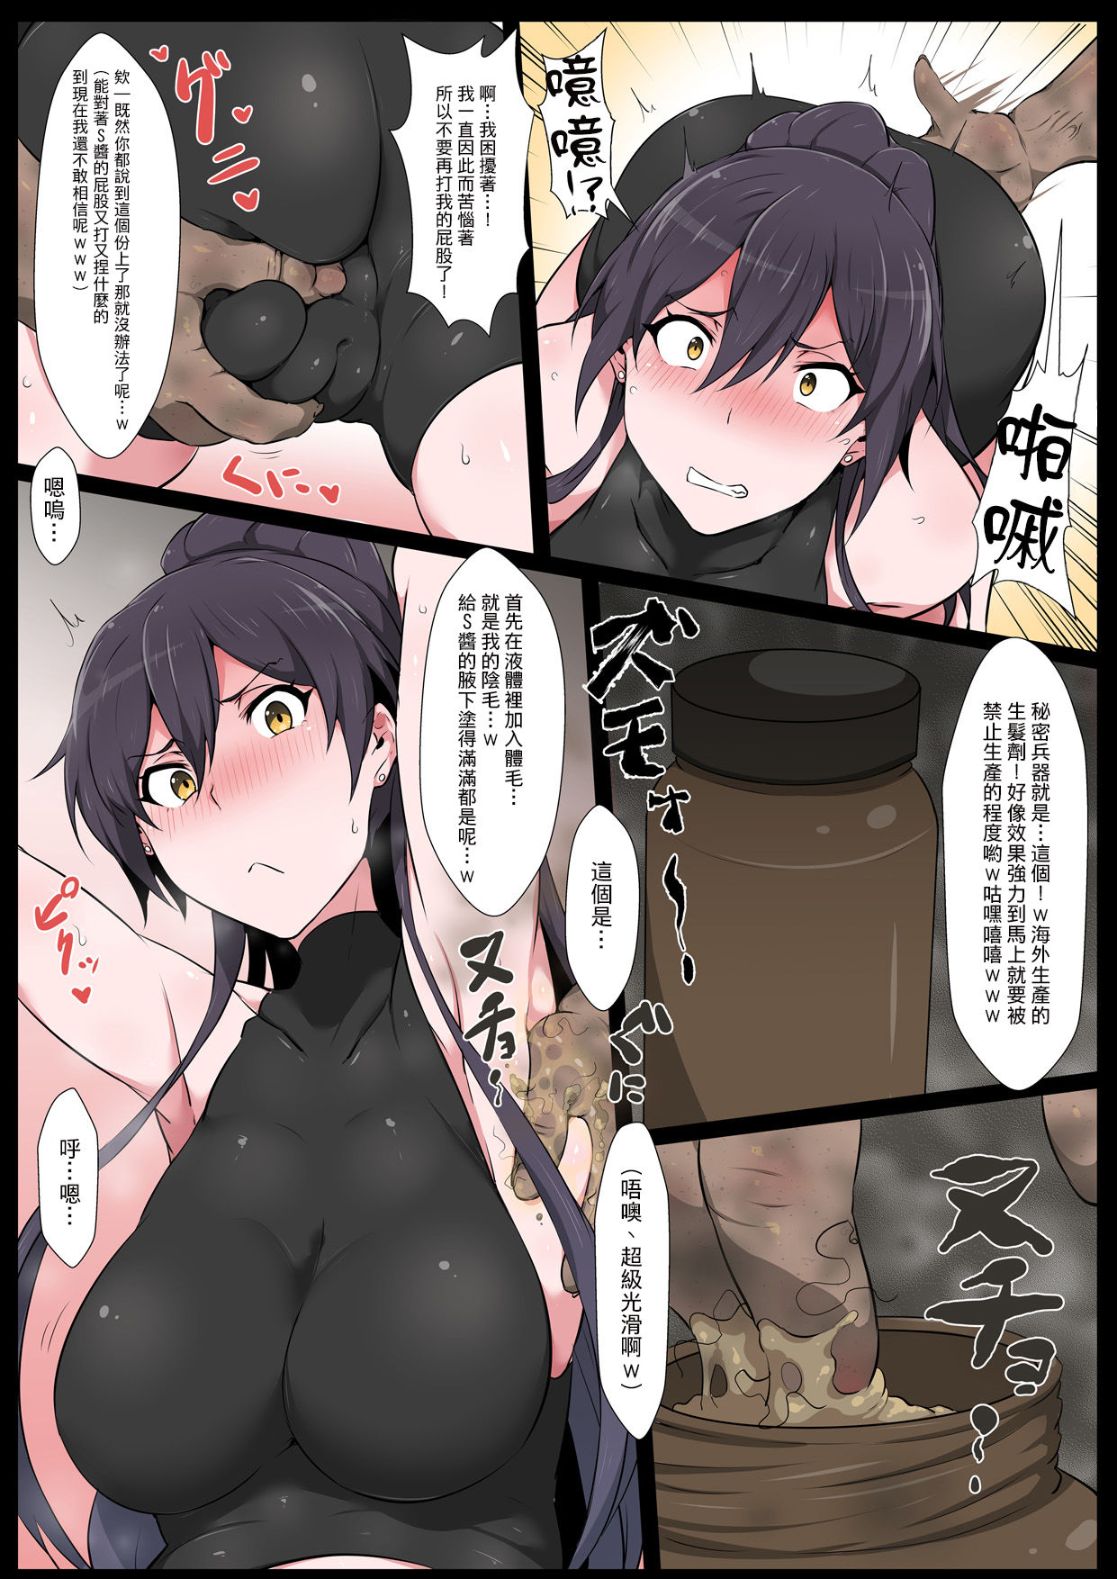 噫噫!?
啪
嘁
啊…我困擾著…!
我一直因此而苦惱著
所以不要再打我的屁股了!
グニ
欸一既然你都說到這個份上了那就沒辦法了呢…w
(能對著S醬的屁股又打又捏什麼的
到現在我還不敢相信呢www)
くに
秘密兵器就是…這個!w海外生產的
生髮劑!好像效果強力到馬上就要被
禁止生產的程度喲w咕嘿嘻嘻www
ズモォ～
這個是…
首先在液體裡加入體毛…
就是我的陰毛…w
給S醬的腋下塗得滿滿都是呢…w
嗯嗚…
ヌチョ…
ぐに
ピクッ
呼…嗯…
ヌチョ…
(唔噢、超級光滑啊w)